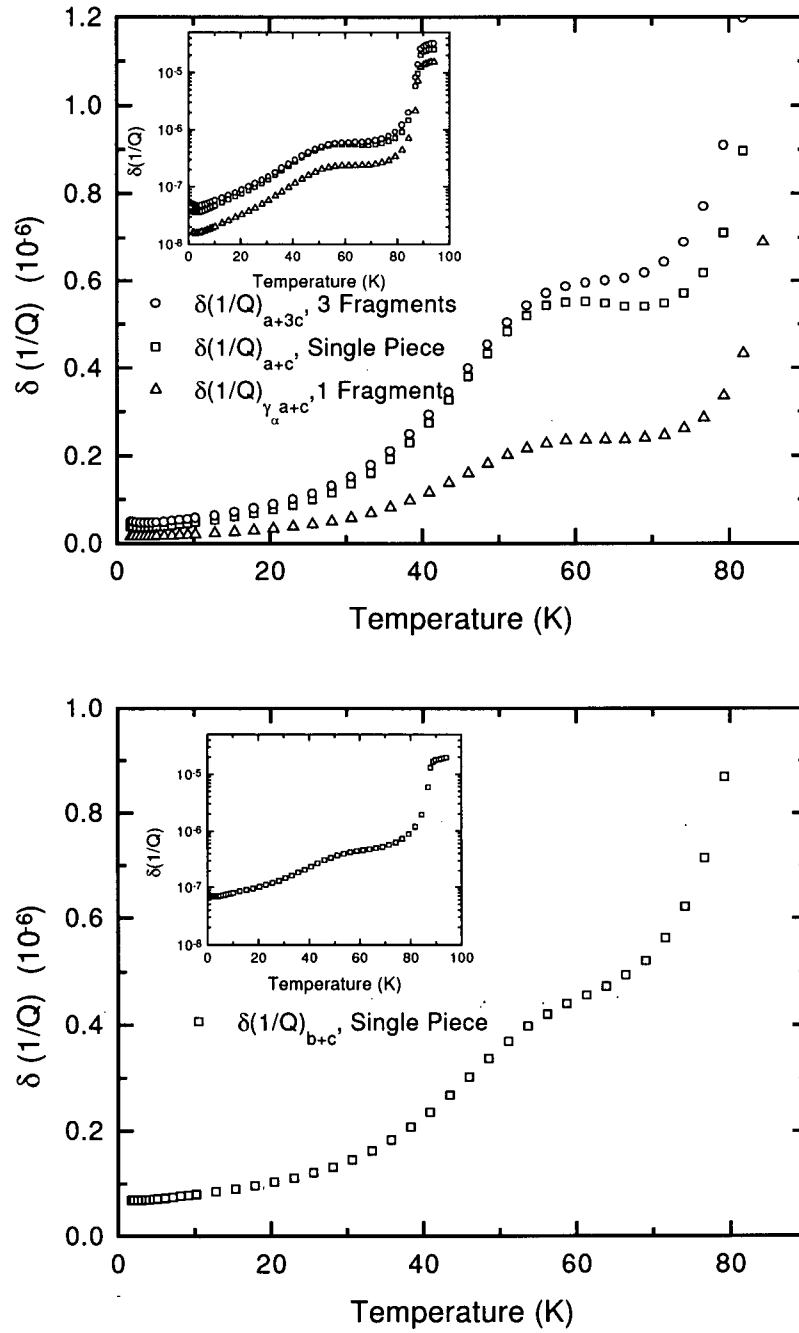 1.2
1.0
0.8
0.6
0.4
0.2
0.0
δ (1/Q) (10⁻⁶)
10⁻⁵
10⁻⁶
10⁻⁷
10⁻⁸
δ(1/Q)
0 20 40 60 80 100
Temperature (K)
δ(1/Q)a+3c, 3 Fragments
δ(1/Q)a+c, Single Piece
δ(1/Q)γαa+c, 1 Fragments
0 20 40 60 80
Temperature (K)
1.0
0.8
0.6
0.4
0.2
0.0
δ (1/Q) (10⁻⁶)
10⁻⁵
10⁻⁶
10⁻⁷
10⁻⁸
δ(1/Q)
0 20 40 60 80 100
Temperature (K)
δ(1/Q)b+c, Single Piece
0 20 40 60 80
Temperature (K)